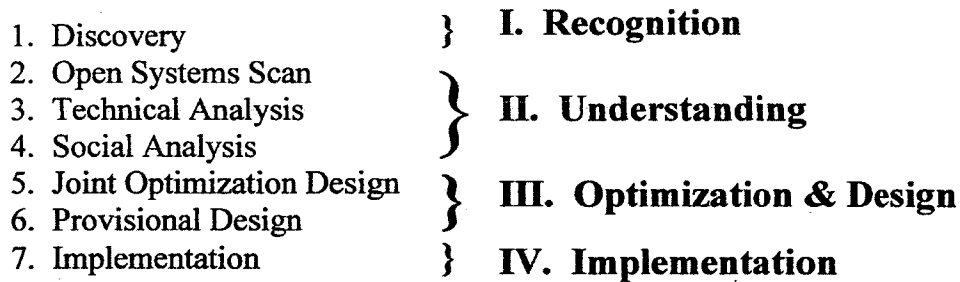 1. Discovery } I. Recognition
2. Open Systems Scan
3. Technical Analysis } II. Understanding
4. Social Analysis
5. Joint Optimization Design } III. Optimization & Design
6. Provisional Design
7. Implementation } IV. Implementation